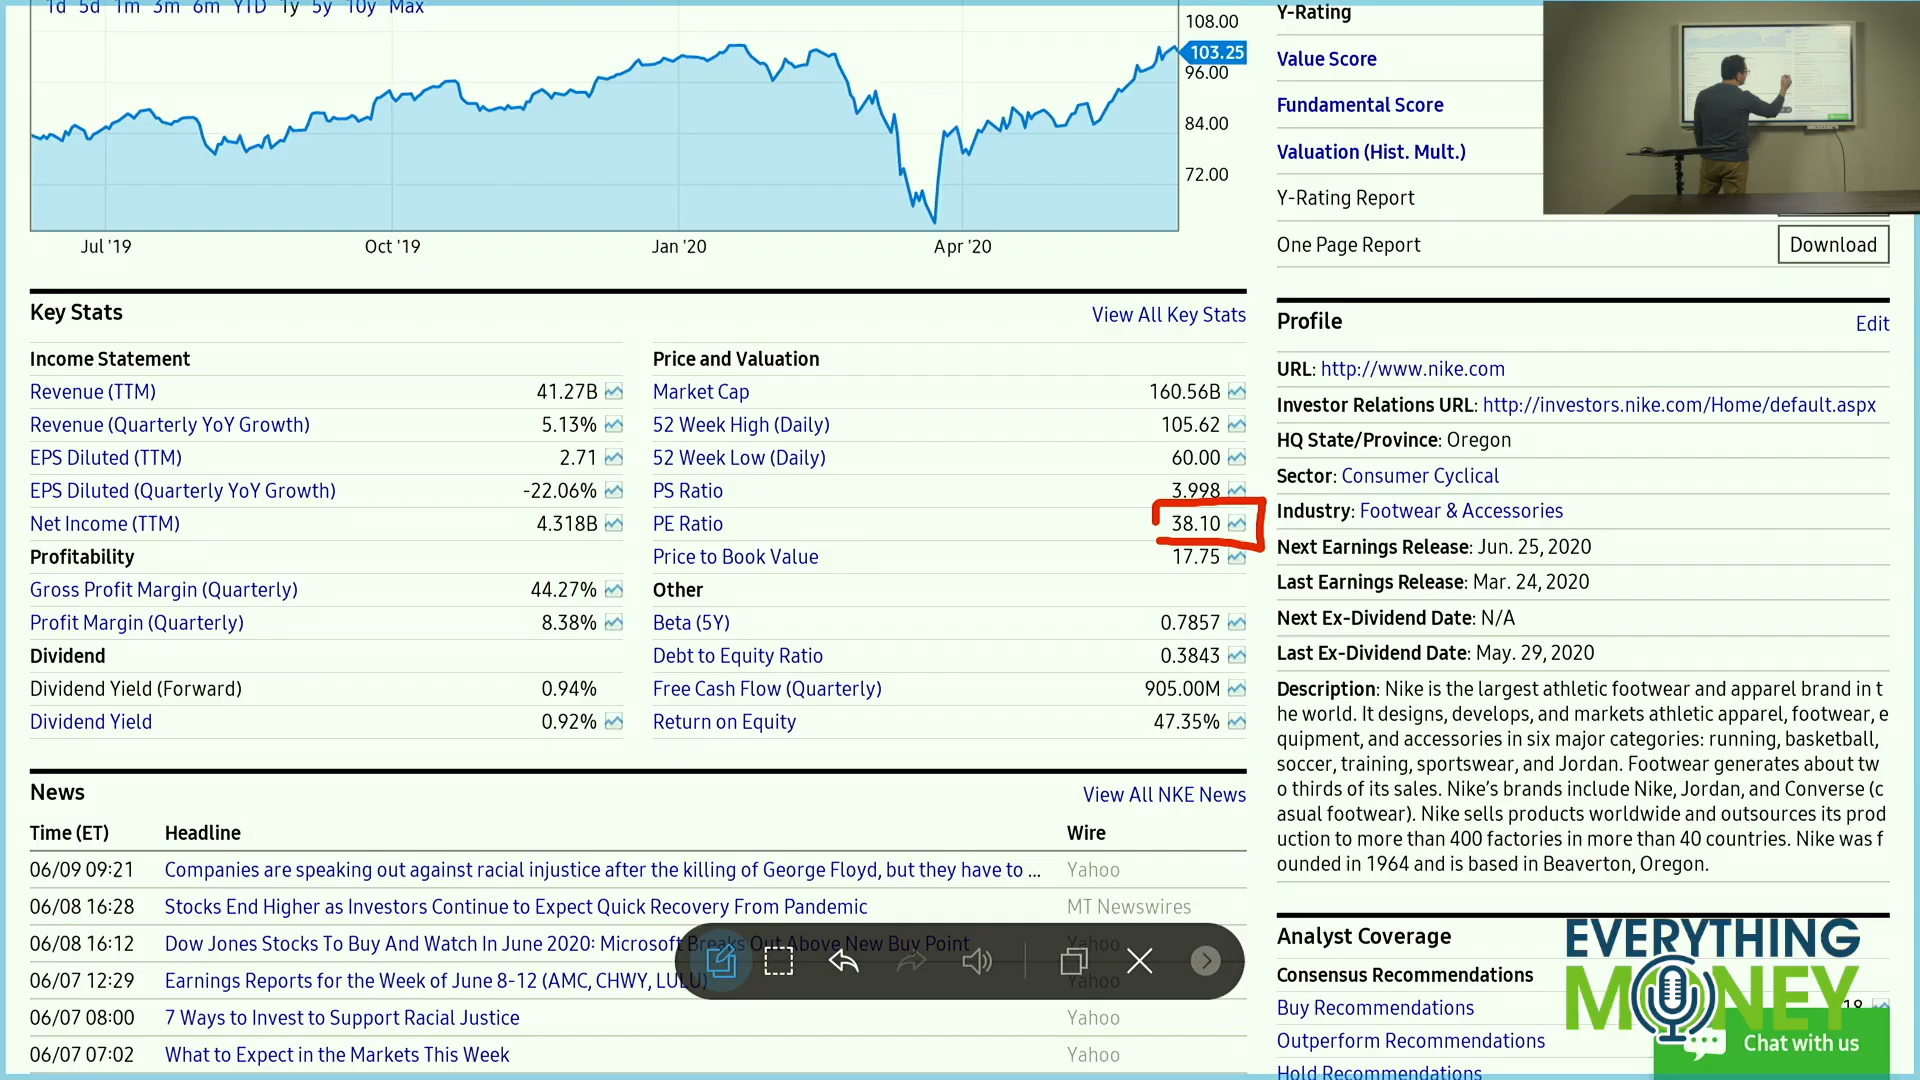 1d 5d 1m 3m 6m YTD 1y 5y 10y Max
108.00
103.25
96.00
84.00
72.00
Jul '19 Oct '19 Jan '20 Apr '20
Key Stats View All Key Stats
Income Statement
Revenue (TTM) 41.27B
Revenue (Quarterly YoY Growth) 5.13%
EPS Diluted (TTM) 2.71
EPS Diluted (Quarterly YoY Growth) -22.06%
Net Income (TTM) 4.318B
Profitability
Gross Profit Margin (Quarterly) 44.27%
Profit Margin (Quarterly) 8.38%
Dividend
Dividend Yield (Forward) 0.94%
Dividend Yield 0.92%
Price and Valuation
Market Cap 160.56B
52 Week High (Daily) 105.62
52 Week Low (Daily) 60.00
PS Ratio 3.998
PE Ratio 38.10
Price to Book Value 17.75
Other
Beta (5Y) 0.7857
Debt to Equity Ratio 0.3843
Free Cash Flow (Quarterly) 905.00M
Return on Equity 47.35%
News View All NKE News
Time (ET) Headline Wire
06/09 09:21 Companies are speaking out against racial injustice after the killing of George Floyd, but they have to ... Yahoo
06/08 16:28 Stocks End Higher as Investors Continue to Expect Quick Recovery From Pandemic MT Newswires
06/08 16:12 Dow Jones Stocks To Buy And Watch In June 2020: Microsoft Breaks Out Above New Buy Point Yahoo
06/07 12:29 Earnings Reports for the Week of June 8-12 (AMC, CHWY, LULU) Yahoo
06/07 08:00 7 Ways to Invest to Support Racial Justice Yahoo
06/07 07:02 What to Expect in the Markets This Week Yahoo
Y-Rating
Value Score
Fundamental Score
Valuation (Hist. Mult.)
Y-Rating Report
One Page Report Download
Profile Edit
URL: http://www.nike.com
Investor Relations URL: http://investors.nike.com/Home/default.aspx
HQ State/Province: Oregon
Sector: Consumer Cyclical
Industry: Footwear & Accessories
Next Earnings Release: Jun. 25, 2020
Last Earnings Release: Mar. 24, 2020
Next Ex-Dividend Date: N/A
Last Ex-Dividend Date: May. 29, 2020
Description: Nike is the largest athletic footwear and apparel brand in t
he world. It designs, develops, and markets athletic apparel, footwear, e
quipment, and accessories in six major categories: running, basketball,
soccer, training, sportswear, and Jordan. Footwear generates about tw
o thirds of its sales. Nike's brands include Nike, Jordan, and Converse (c
asual footwear). Nike sells products worldwide and outsources its prod
uction to more than 400 factories in more than 40 countries. Nike was f
ounded in 1964 and is based in Beaverton, Oregon.
Analyst Coverage
Consensus Recommendations
Buy Recommendations 18
Outperform Recommendations
Hold Recommendations
EVERYTHING
MONEY
Chat with us